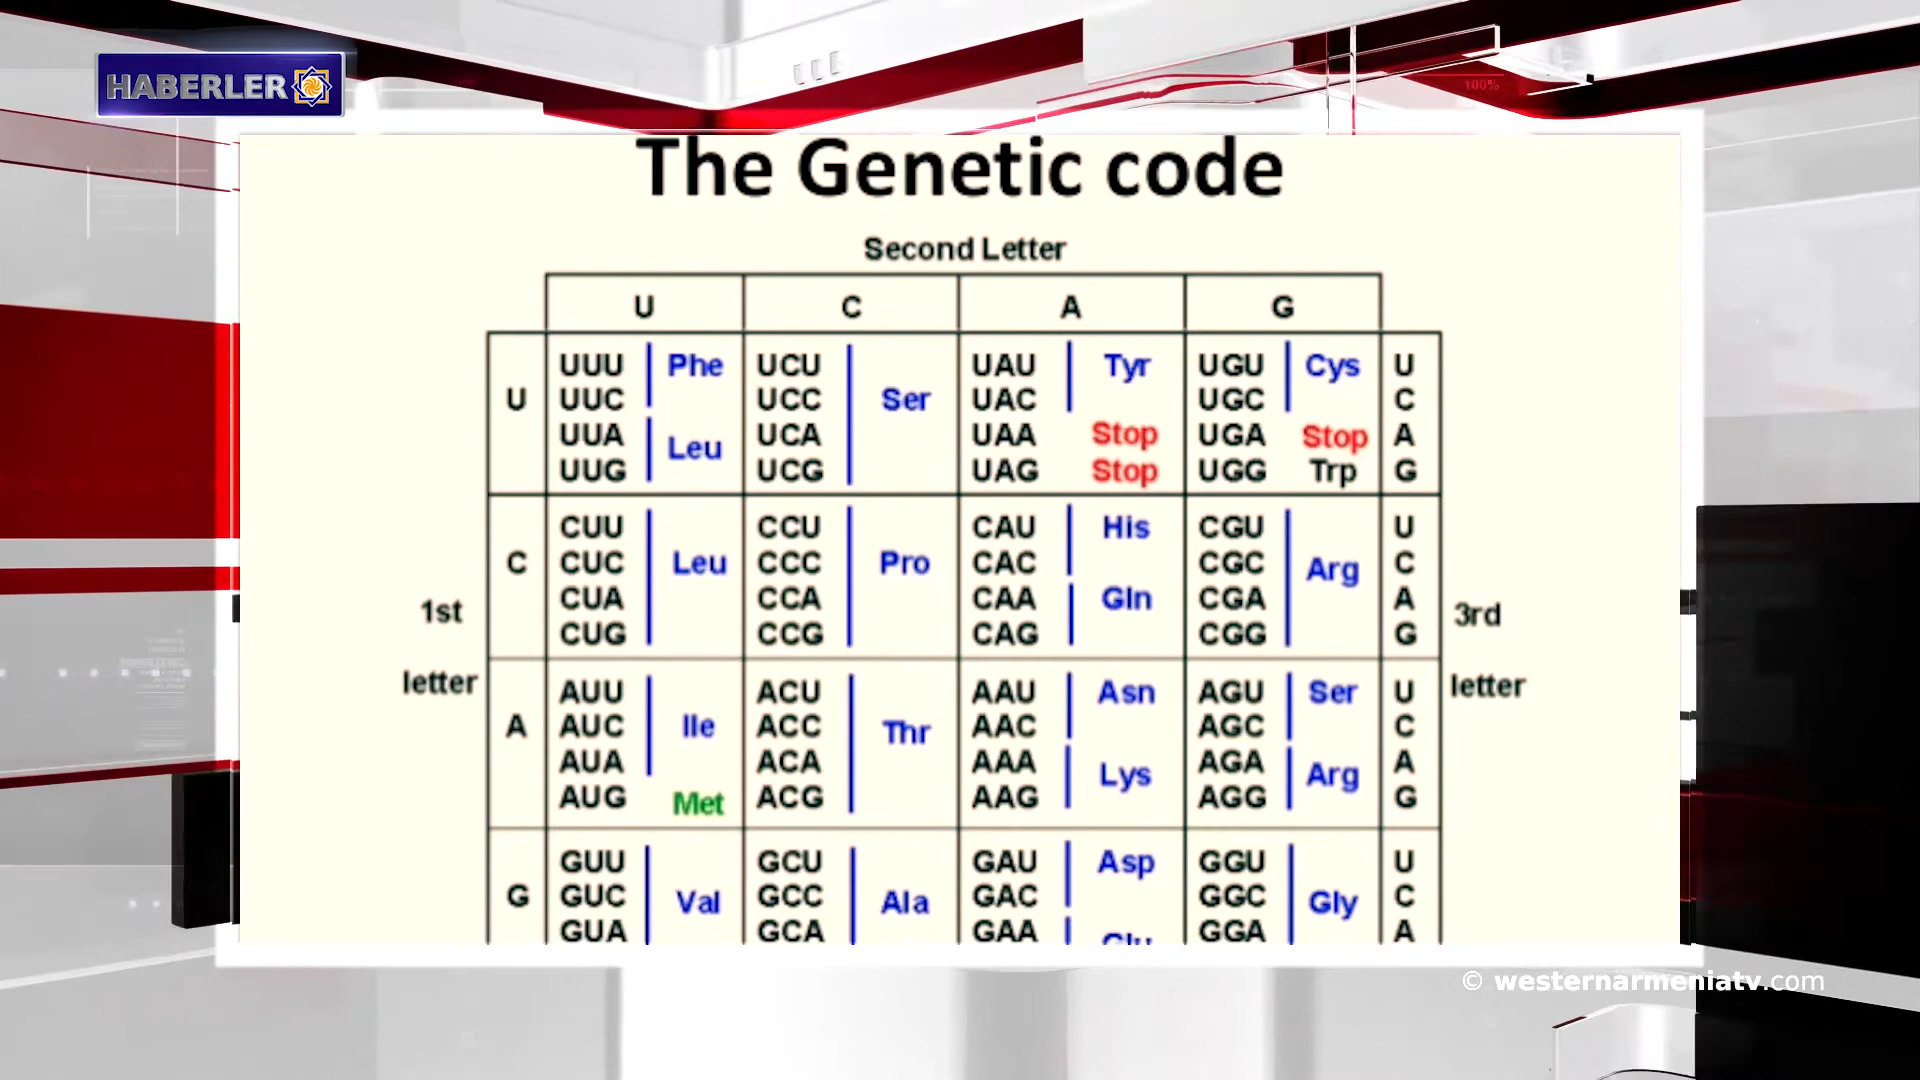 HABERLER
100%
The Genetic code
Second Letter
U C A G
UUU Phe UCU UAU Tyr UGU Cys U
U UUC UCC Ser UAC UGC C
UUA Leu UCA UAA Stop UGA Stop A
UUG UCG UAG Stop UGG Trp G
CUU CCU CAU His CGU U
C CUC Leu CCC Pro CAC CGC Arg C
1st CUA CCA CAA Gln CGA A 3rd
CUG CCG CAG CGG G
letter AUU ACU AAU Asn AGU Ser U letter
A AUC Ile ACC Thr AAC AGC C
AUA ACA AAA Lys AGA Arg A
AUG Met ACG AAG AGG G
GUU GCU GAU Asp GGU U
G GUC Val GCC Ala GAC GGC Gly C
GUA GCA GAA Glu GGA A
© westernarmeniatv.com